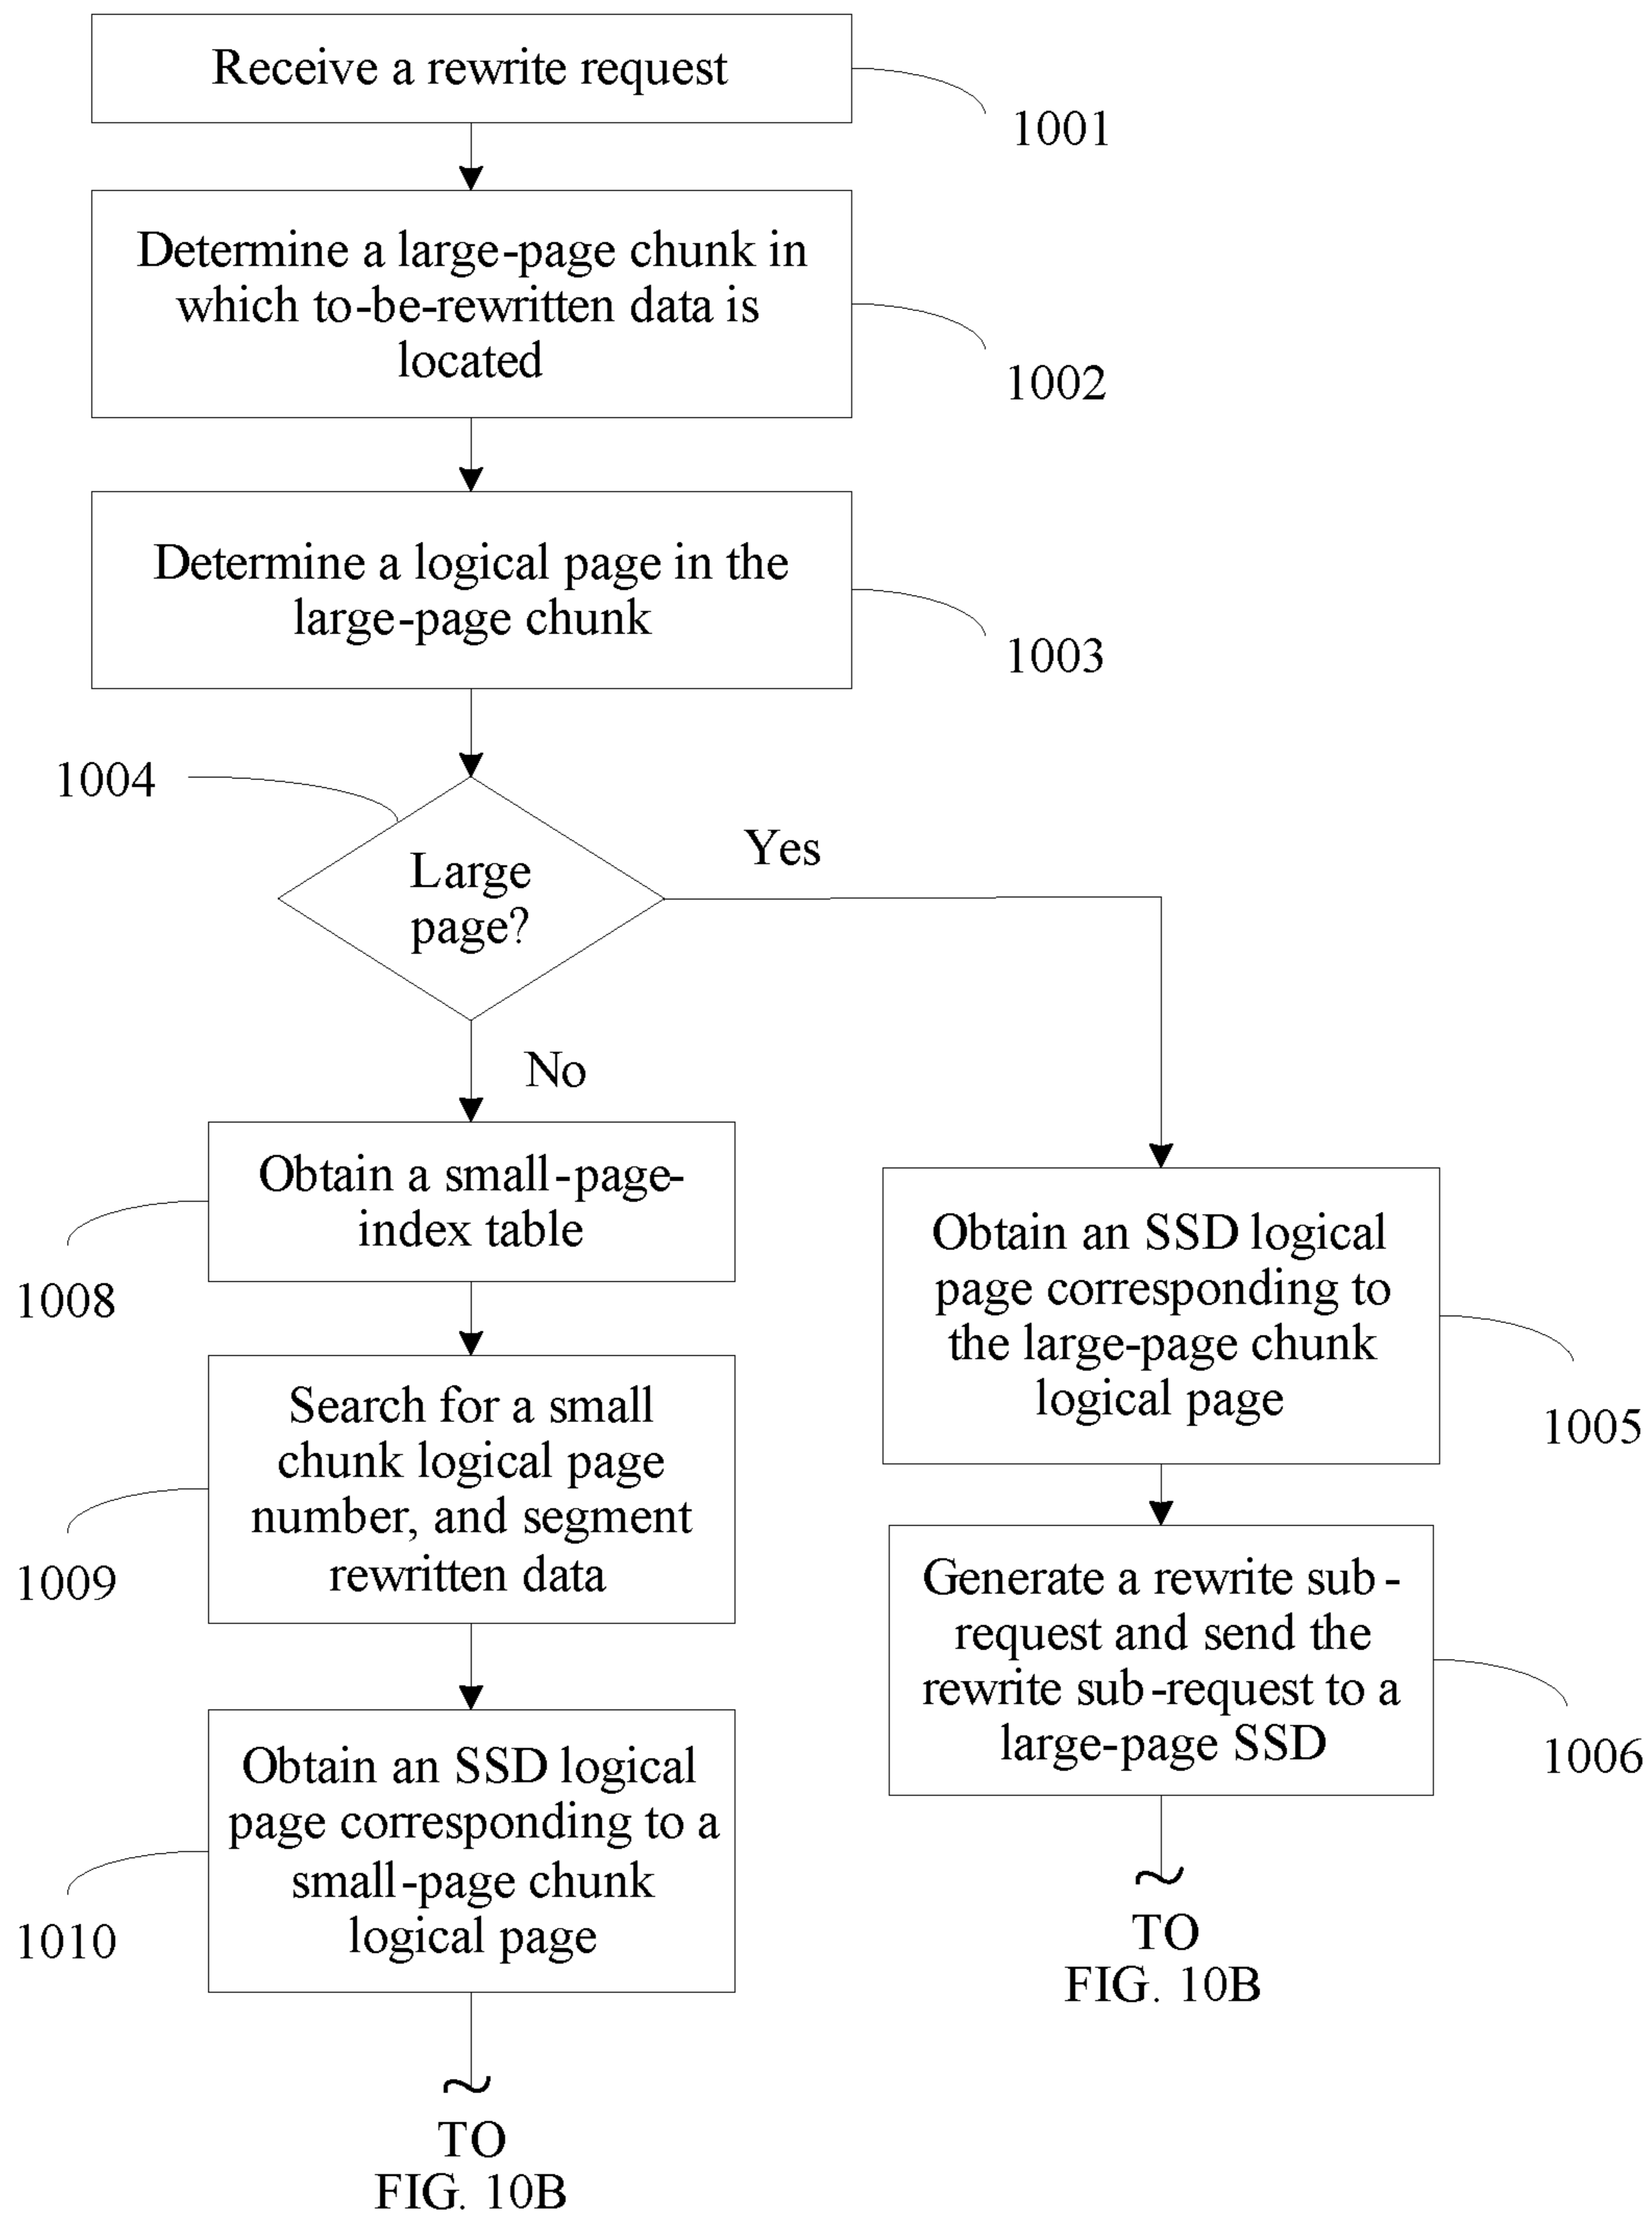 Receive a rewrite request
1001
Determine a large-page chunk in
which to-be-rewritten data is
located
1002
Determine a logical page in the
large-page chunk
1003
1004
Large
page?
Yes
No
Obtain a small-page-
index table
1008
Search for a small
chunk logical page
number, and segment
rewritten data
1009
Obtain an SSD logical
page corresponding to a
small-page chunk
logical page
1010
TO
FIG. 10B
Obtain an SSD logical
page corresponding to
the large-page chunk
logical page
1005
Generate a rewrite sub-
request and send the
rewrite sub-request to a
large-page SSD
1006
TO
FIG. 10B